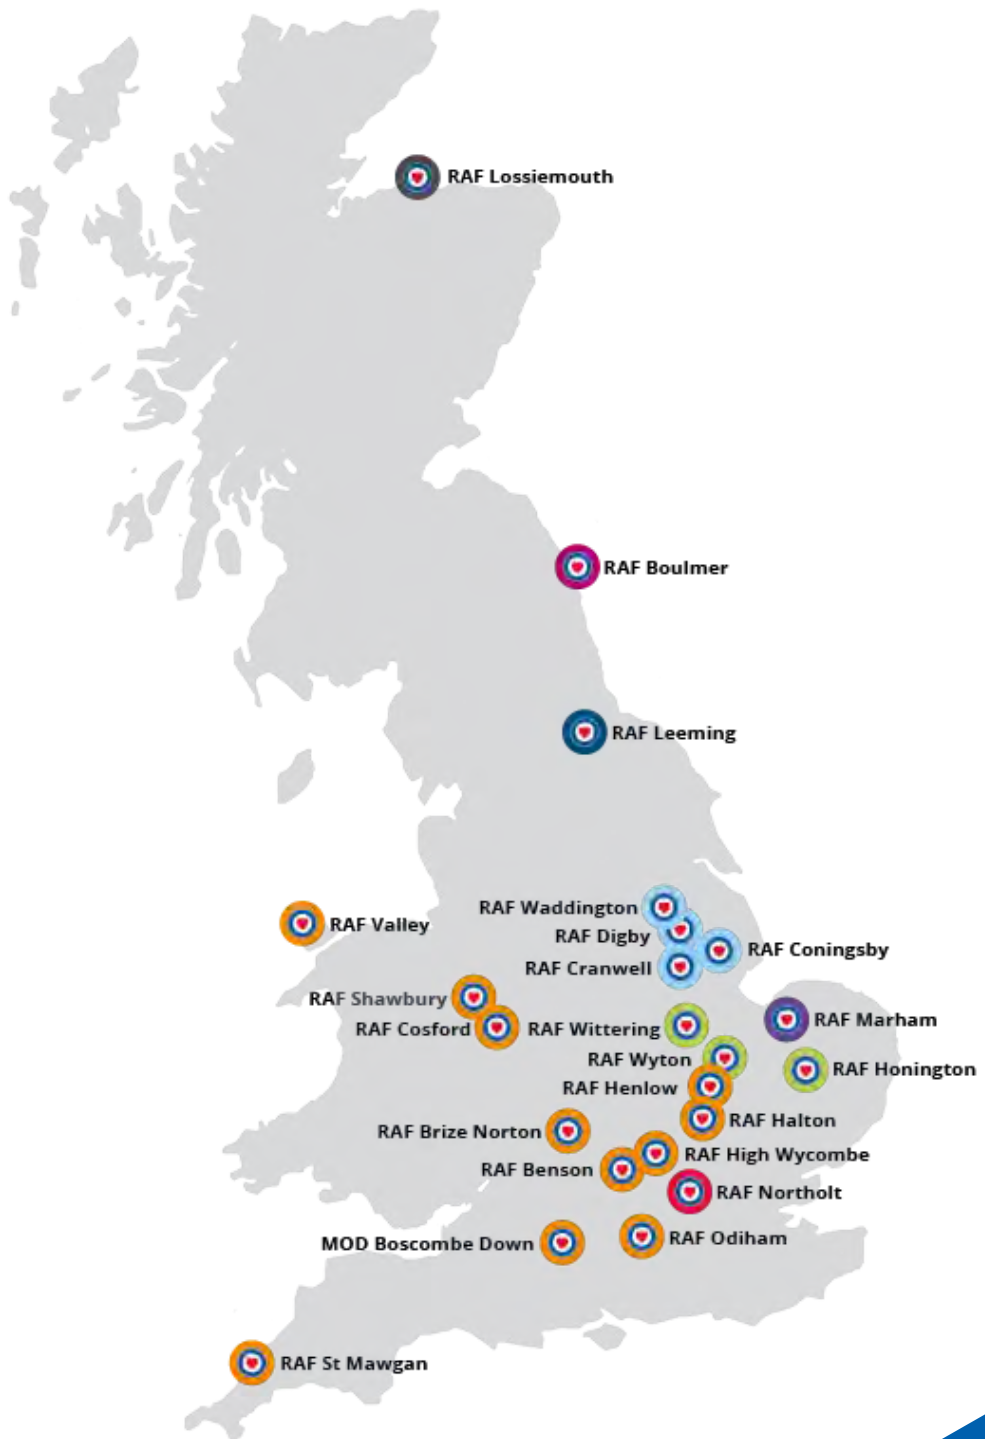 RAF Lossiemouth
RAF Boulmer
RAF Leeming
RAF Waddington
RAF Valley
RAF Digby
RAF Coningsby
RAF Cranwell
RAF Shawbury
RAF Marham
RAF Cosford
RAF Wittering
RAF Wyton
RAF Honington
RAF Henlow
RAF Halton
RAF Brize Norton
RAF High Wycombe
RAF Benson
RAF Northolt
RAF Odiham
MOD Boscombe Down
RAF St Mawgan